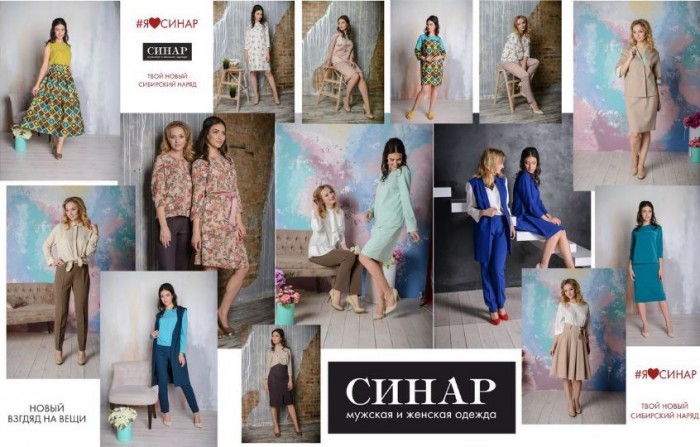 #Я❤СИНАР
СИНАР
ТВОЙ НОВЫЙ
СИБИРСКИЙ НАРЯД
НОВЫЙ
ВЗГЛЯД НА ВЕЩИ
СИНАР
мужская и женская одежда
#Я❤СИНАР
ТВОЙ НОВЫЙ
СИБИРСКИЙ НАРЯД